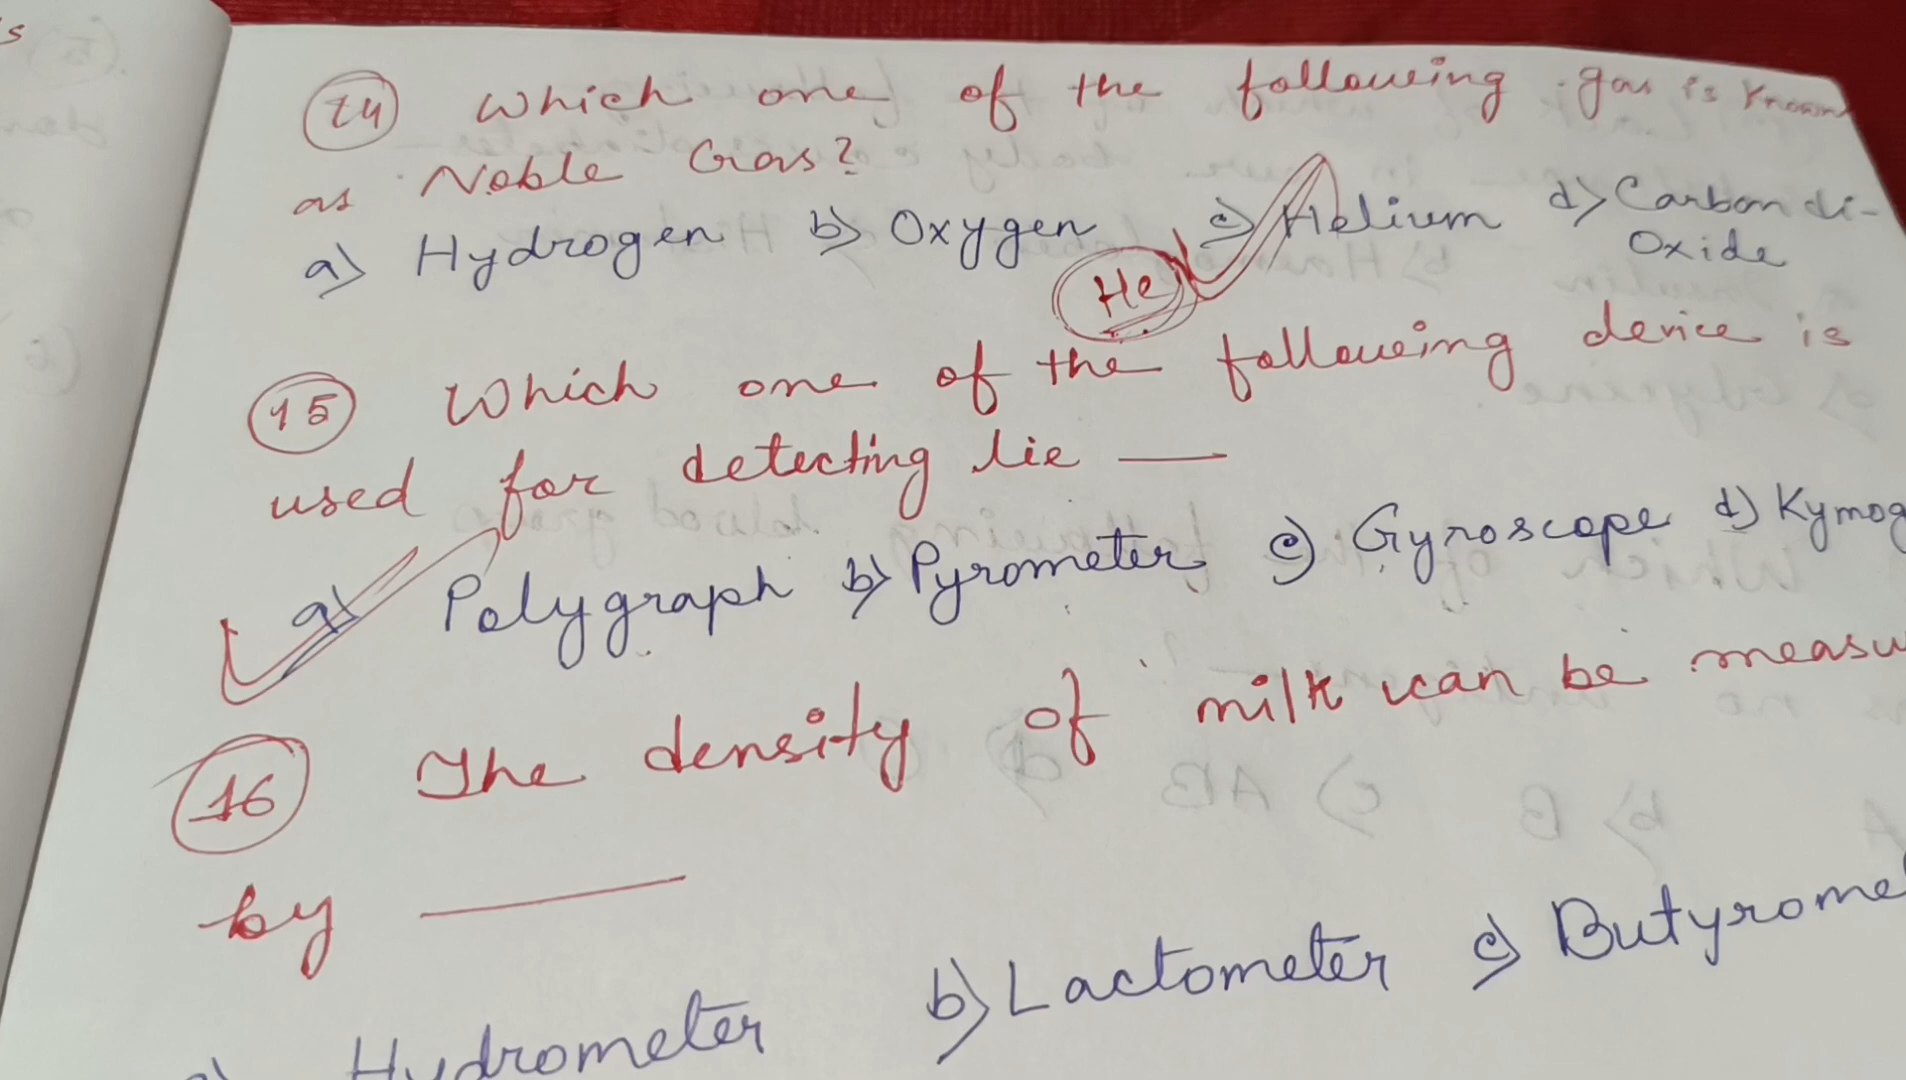 14 Which one of the following gas is known
as Noble Gas?
a) Hydrogen b) Oxygen c) Helium d) Carbon di-
Oxide
He
15 Which one of the following device is
used for detecting lie —
a) Polygraph b) Pyrometer c) Gyroscope d) Kymog
16 The density of milk can be measu
by —
a) Hydrometer b) Lactometer c) Butyrome